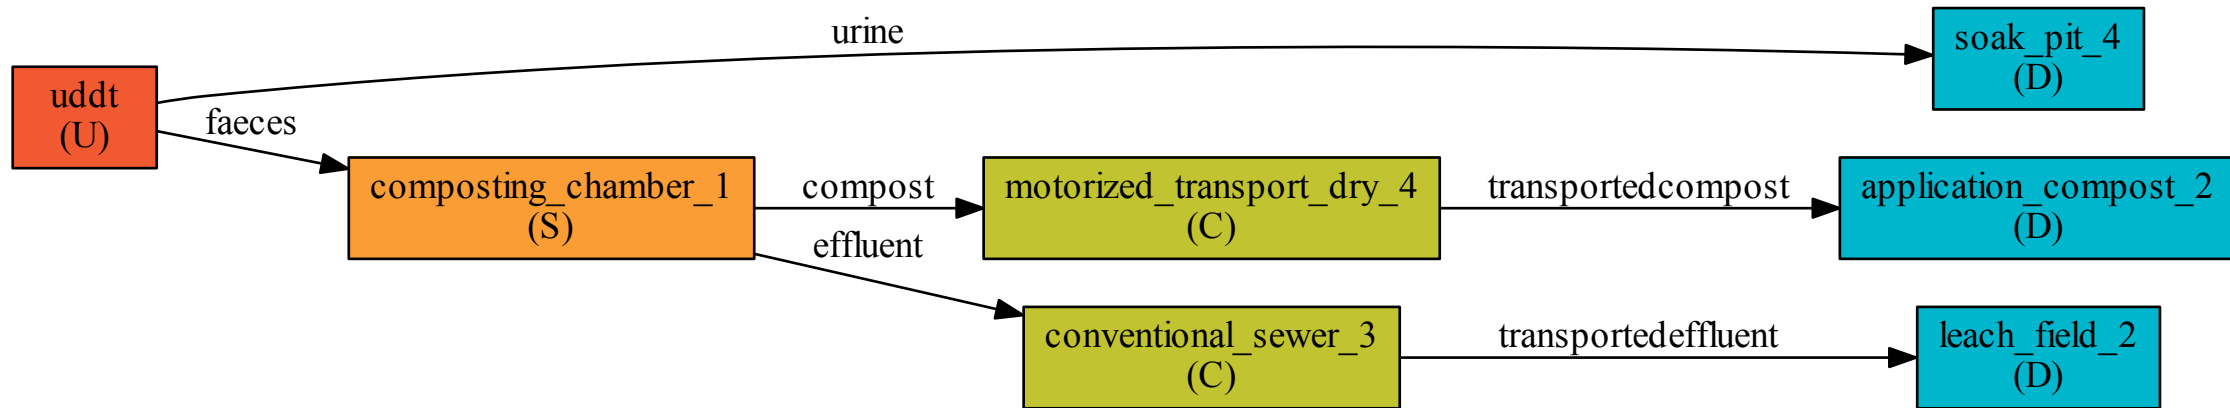 urine
soak_pit_4
(D)
uddt
(U)
faeces
composting_chamber_1
(S)
compost
motorized_transport_dry_4
(C)
transportedcompost
application_compost_2
(D)
effluent
conventional_sewer_3
(C)
transportedeffluent
leach_field_2
(D)